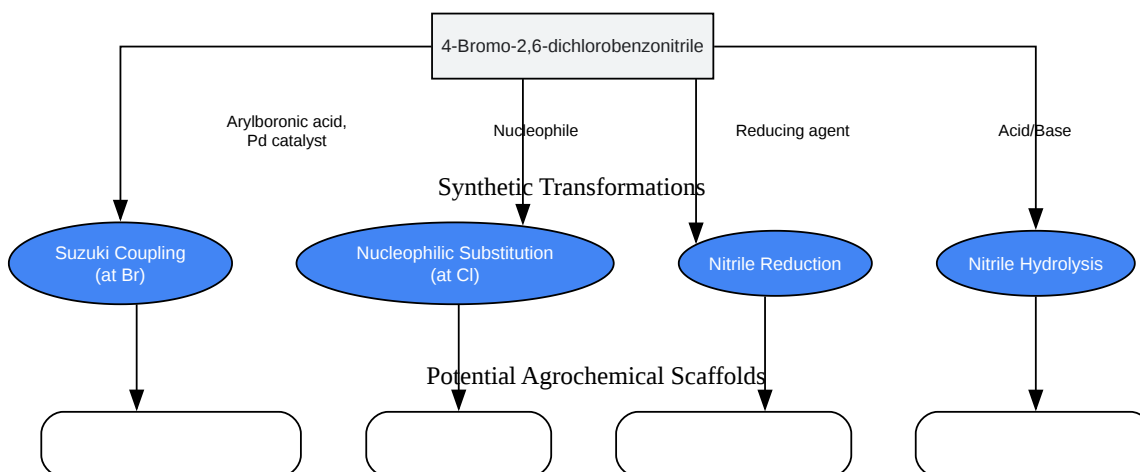 4-Bromo-2,6-dichlorobenzonitrile
Arylboronic acid,
Pd catalyst
Nucleophile
Reducing agent
Acid/Base
Synthetic Transformations
Suzuki Coupling
(at Br)
Nucleophilic Substitution
(at Cl)
Nitrile Reduction
Nitrile Hydrolysis
Potential Agrochemical Scaffolds